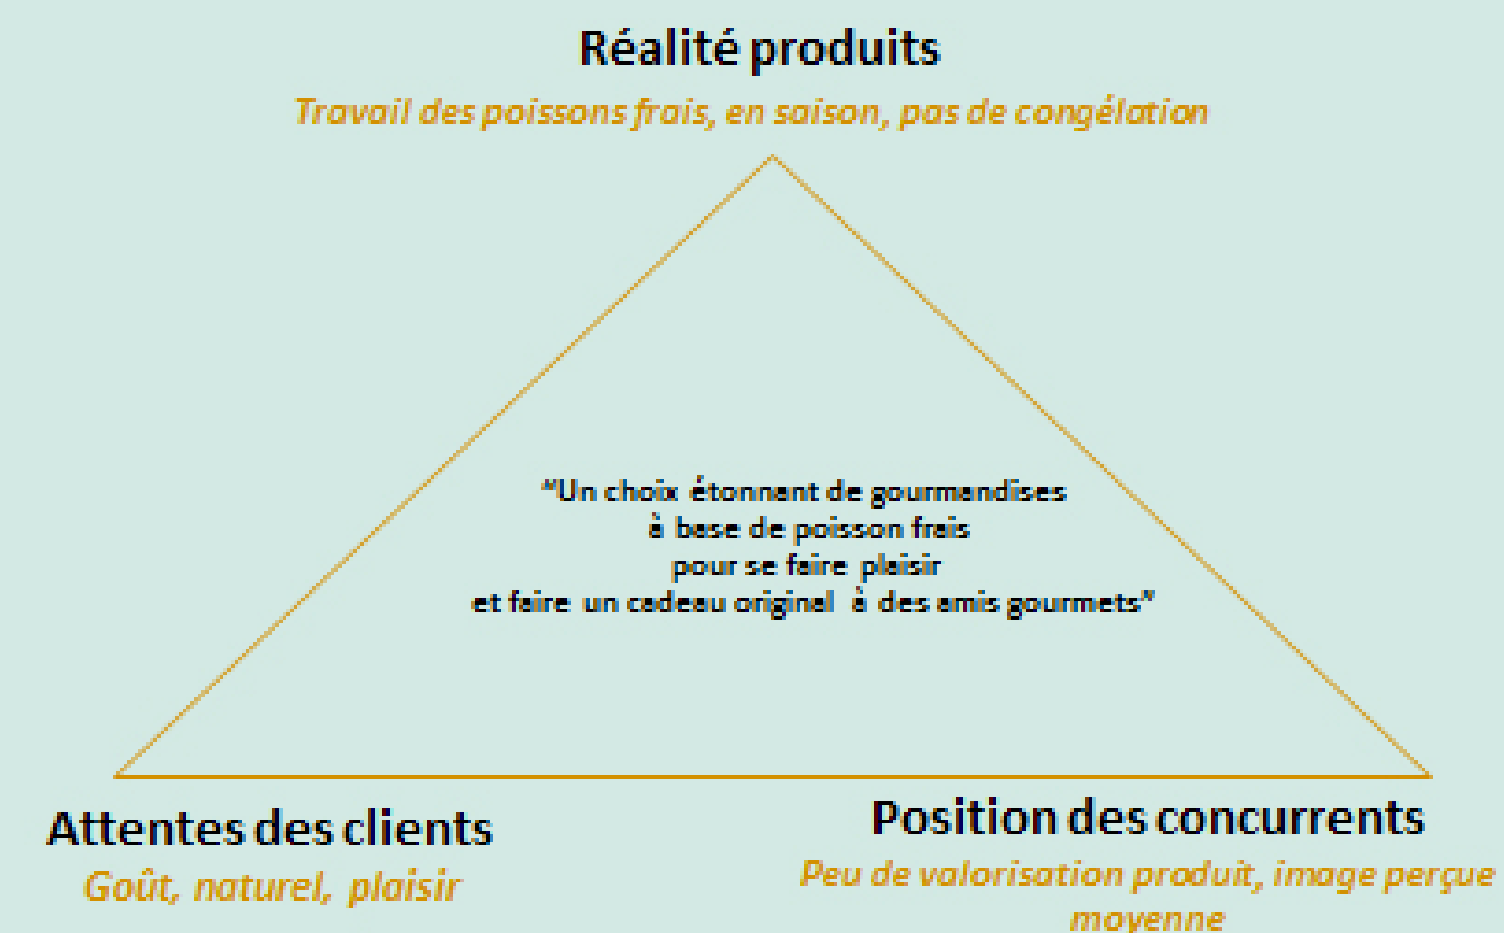 Réalité produits
Travail des poissons frais, en saison, pas de congélation
“Un choix étonnant de gourmandises
à base de poisson frais
pour se faire plaisir
et faire un cadeau original à des amis gourmets”
Attentes des clients
Goût, naturel, plaisir
Position des concurrents
Peu de valorisation produit, image perçue
moyenne